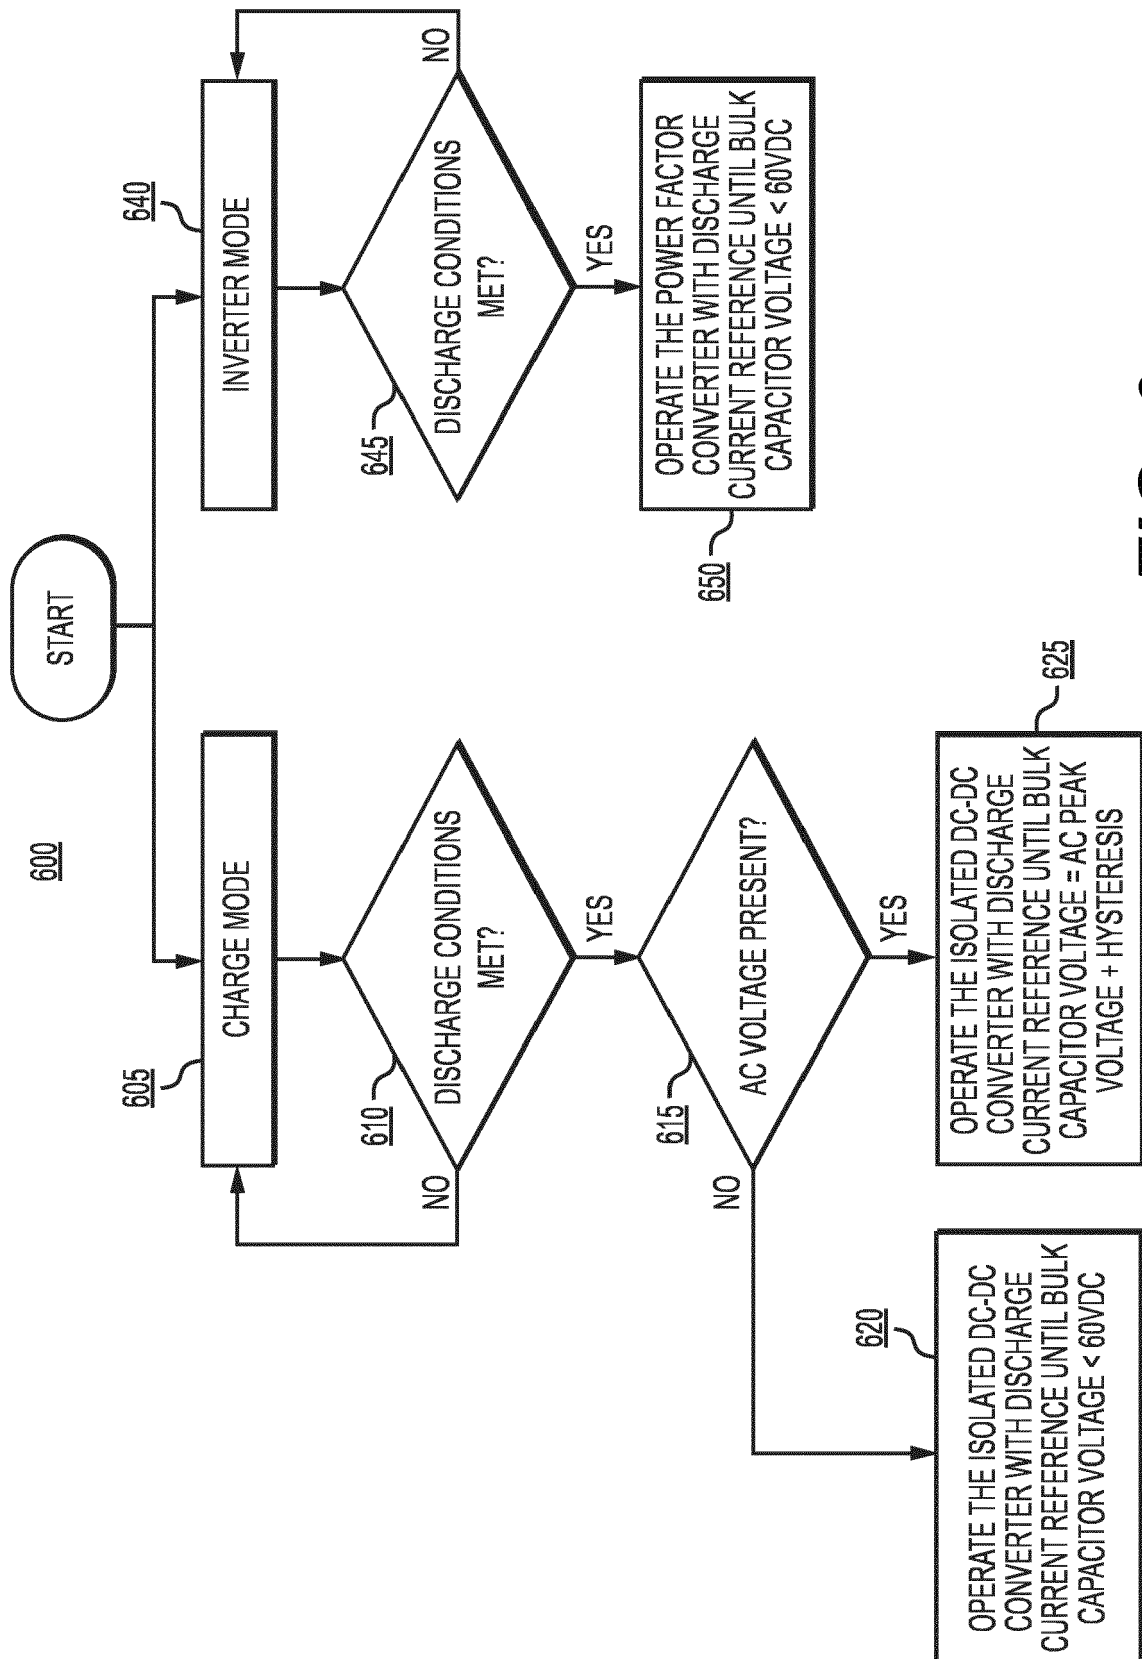 600
START
605
CHARGE MODE
610
DISCHARGE CONDITIONS
MET?
NO
YES
615
AC VOLTAGE PRESENT?
NO
YES
620
OPERATE THE ISOLATED DC-DC
CONVERTER WITH DISCHARGE
CURRENT REFERENCE UNTIL BULK
CAPACITOR VOLTAGE < 60VDC
625
OPERATE THE ISOLATED DC-DC
CONVERTER WITH DISCHARGE
CURRENT REFERENCE UNTIL BULK
CAPACITOR VOLTAGE = AC PEAK
VOLTAGE + HYSTERESIS
640
INVERTER MODE
645
DISCHARGE CONDITIONS
MET?
NO
YES
650
OPERATE THE POWER FACTOR
CONVERTER WITH DISCHARGE
CURRENT REFERENCE UNTIL BULK
CAPACITOR VOLTAGE < 60VDC